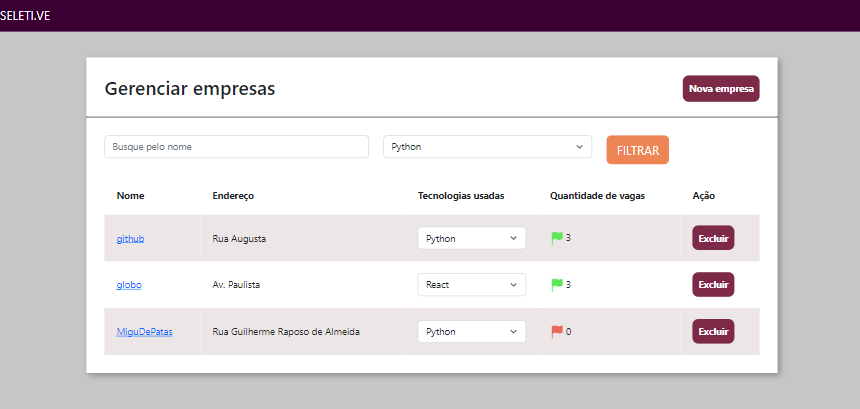 SELETI.VE
Gerenciar empresas
Nova empresa
Busque pelo nome
Python
FILTRAR
Nome Endereço Tecnologias usadas Quantidade de vagas Ação
github Rua Augusta Python 3 Excluir
globo Av. Paulista React 3 Excluir
MiguDePatas Rua Guilherme Raposo de Almeida Python 0 Excluir